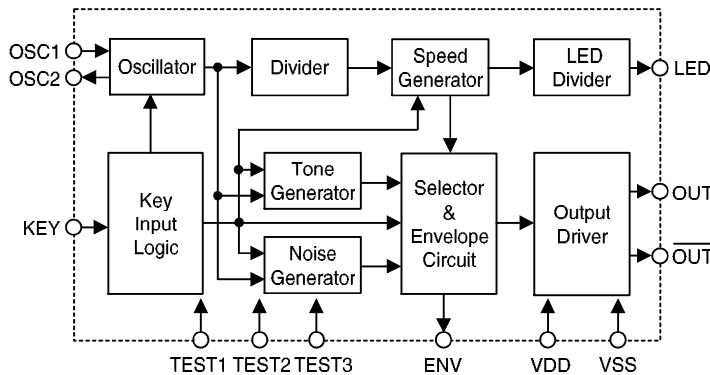 OSC1
OSC2
Oscillator
Divider
Speed
Generator
LED
Divider
LED
KEY
Key
Input
Logic
Tone
Generator
Noise
Generator
Selector
&
Envelope
Circuit
Output
Driver
OUT
OUT
TEST1 TEST2 TEST3 ENV VDD VSS